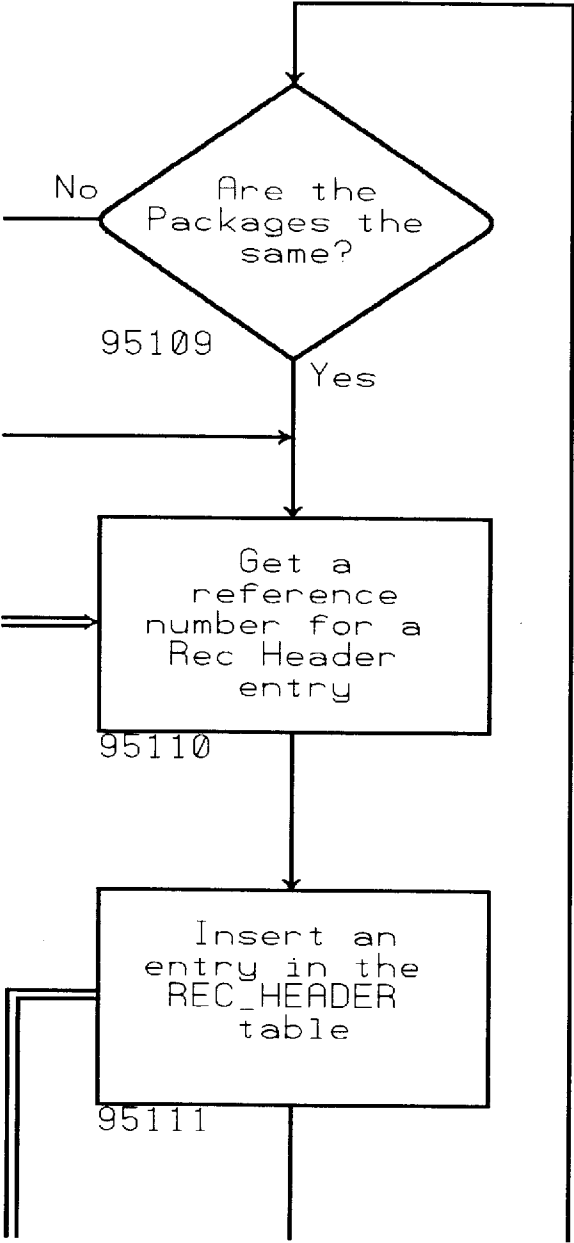 No
Are the
Packages the
same?
95109
Yes
Get a
reference
number for a
Rec Header
entry
95110
Insert an
entry in the
REC_HEADER
table
95111